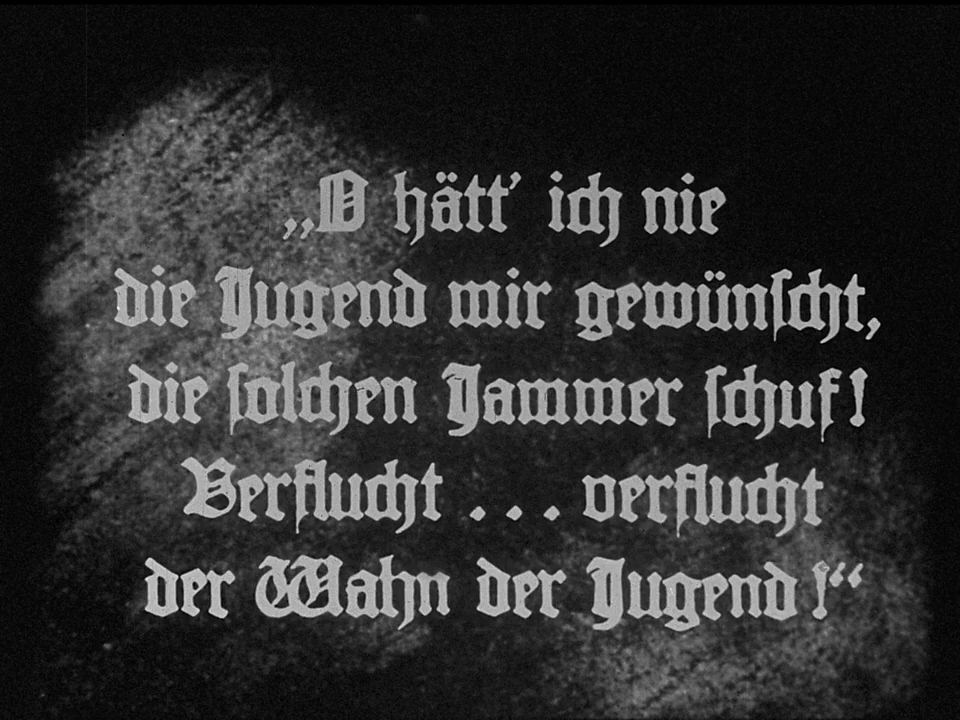 „O hätt' ich nie
die Jugend mir gewünſcht,
die ſolchen Jammer ſchuf!
Verflucht . . . verflucht
der Wahn der Jugend!“